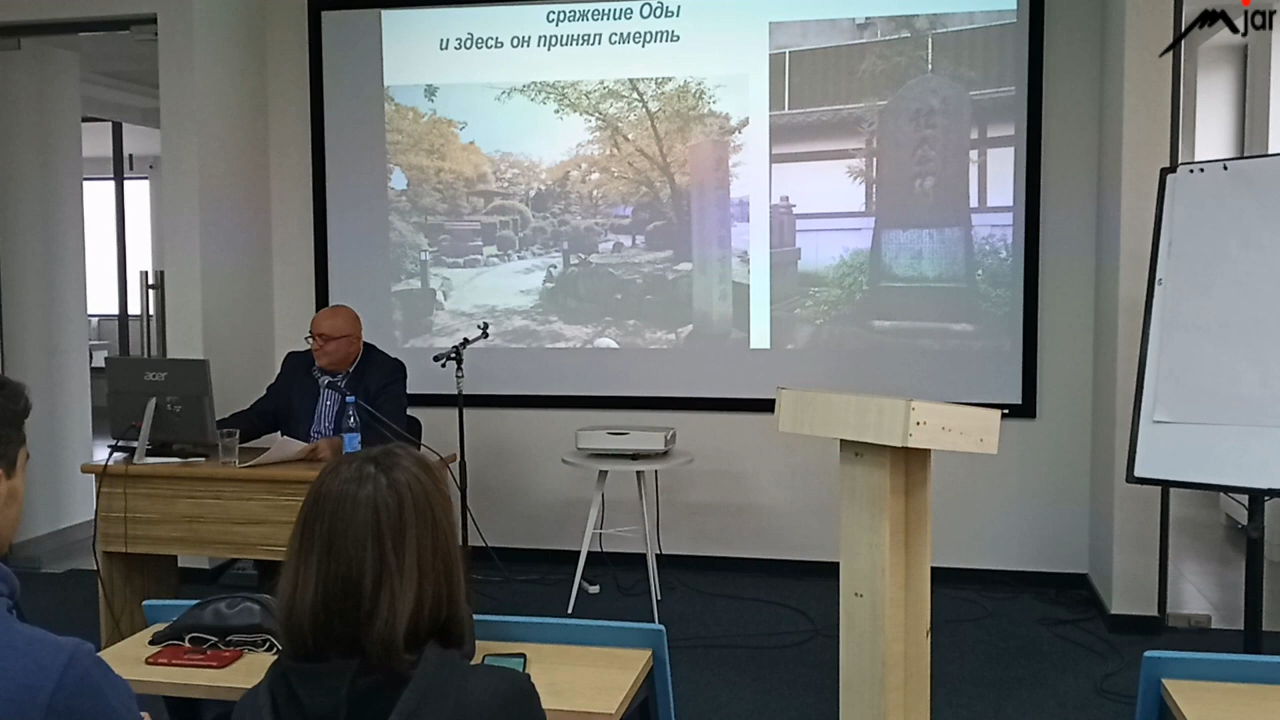 сражение Оды
и здесь он принял смерть
jar
acer